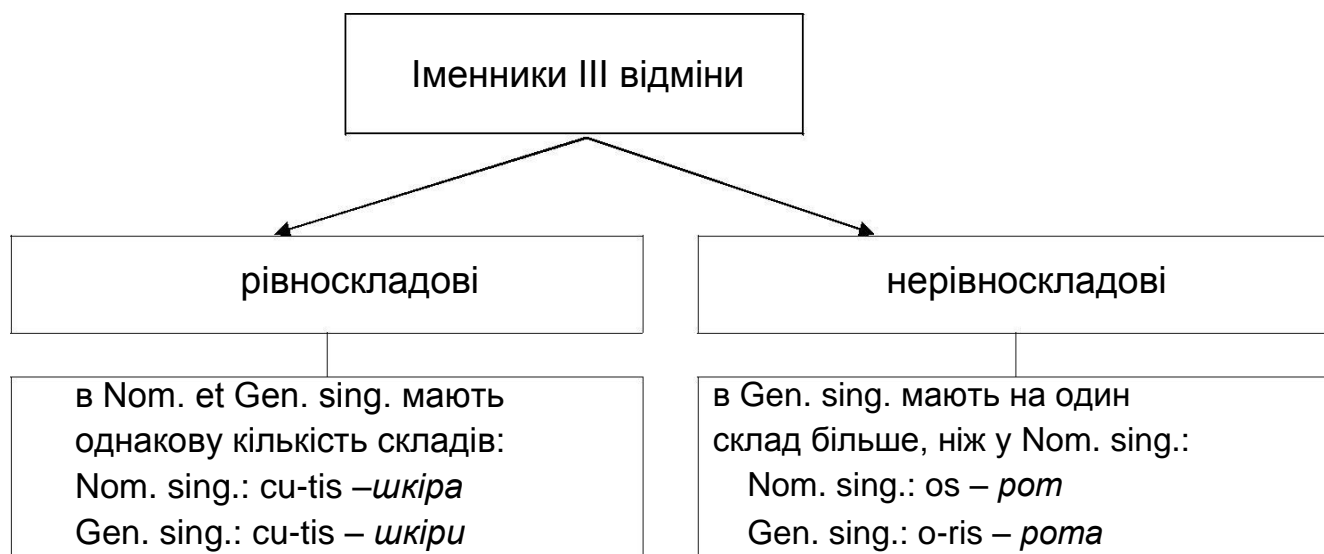 Іменники III відміни
рівноскладові
нерівноскладові
в Nom. et Gen. sing. мають
однакову кількість складів:
Nom. sing.: cu-tis –шкіра
Gen. sing.: cu-tis – шкіри
в Gen. sing. мають на один
склад більше, ніж у Nom. sing.:
Nom. sing.: os – рот
Gen. sing.: o-ris – рота